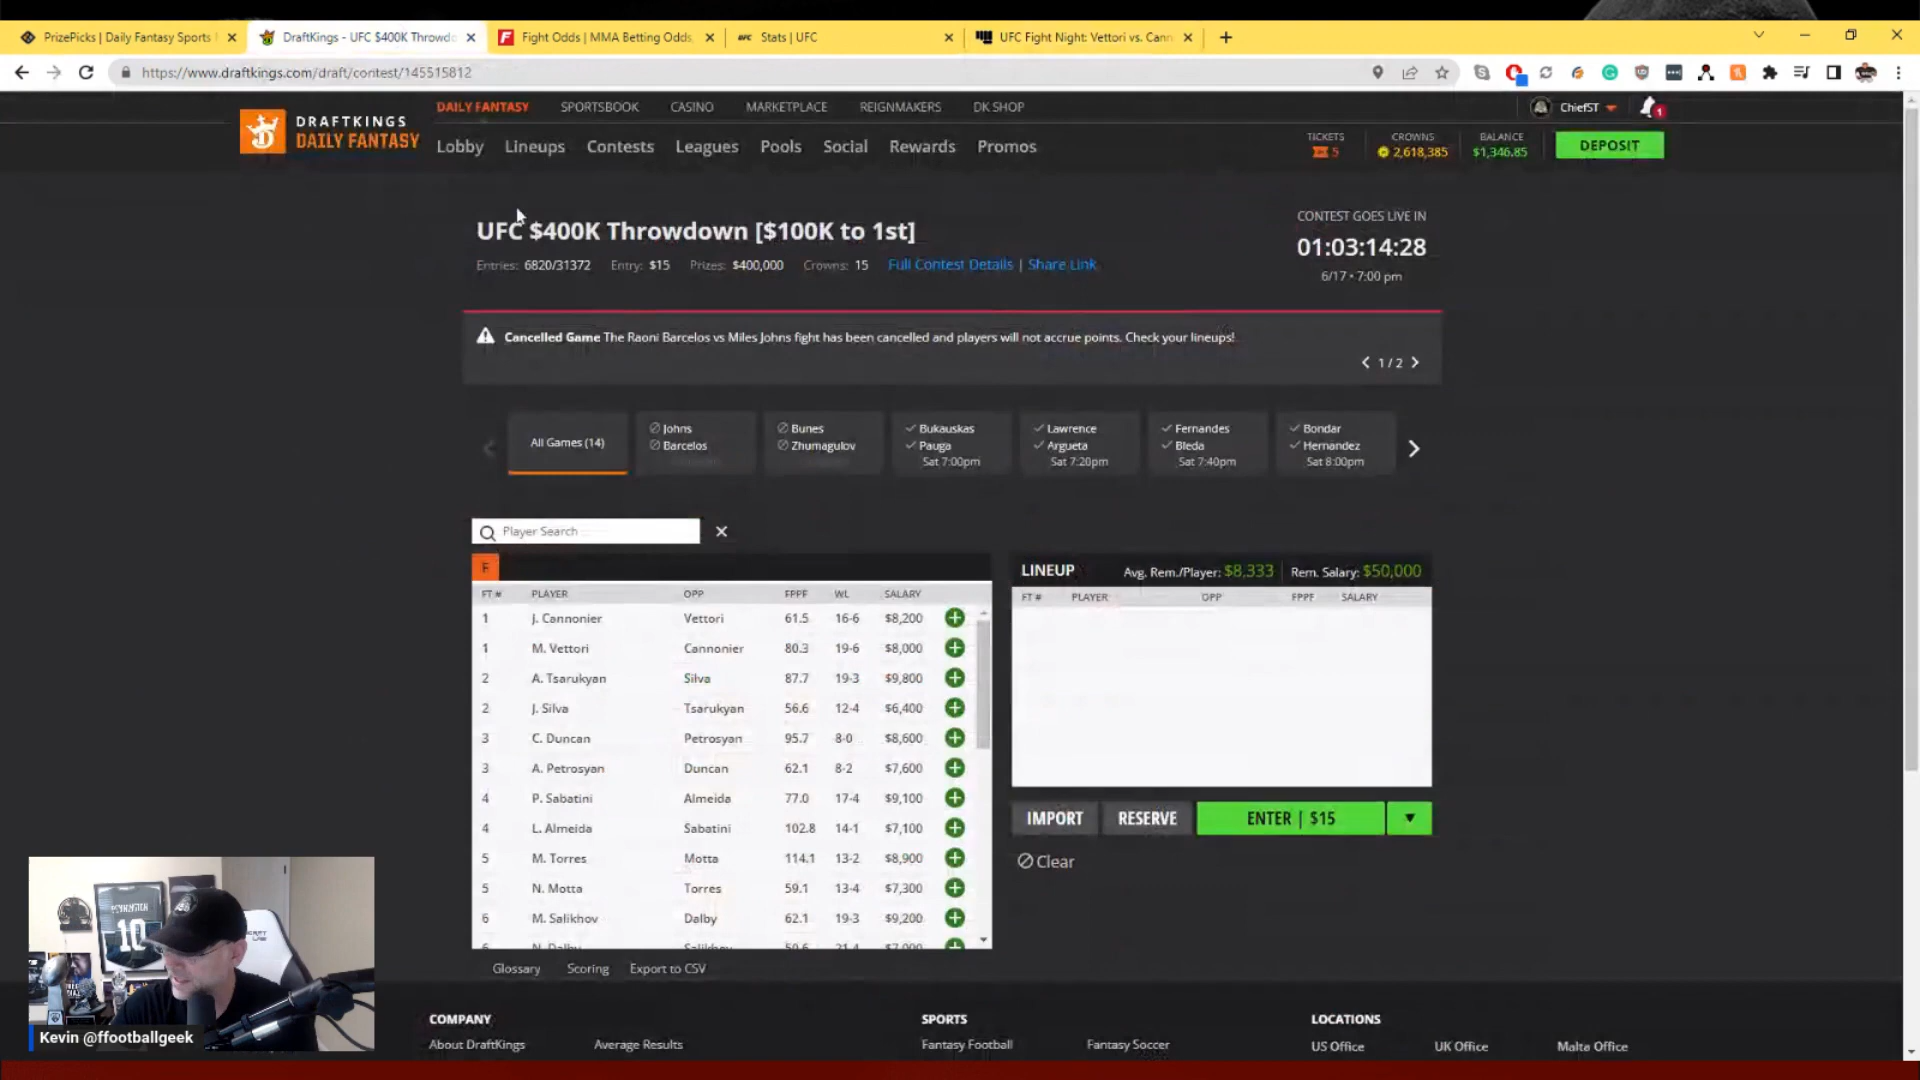 PrizePicks | Daily Fantasy Sports
DraftKings - UFC $400K Throwd
Fight Odds | MMA Betting Odds,
Stats | UFC
UFC Fight Night: Vettori vs. Cann
https://www.draftkings.com/draft/contest/145515812
DAILY FANTASY SPORTSBOOK CASINO MARKETPLACE REIGNMAKERS DK SHOP
ChiefST
1
DRAFTKINGS
DAILY FANTASY
Lobby Lineups Contests Leagues Pools Social Rewards Promos
TICKETS CROWNS BALANCE
5 2,618,385 $1,346.85
DEPOSIT
UFC $400K Throwdown [$100K to 1st]
Entries: 6820/31372 Entry: $15 Prizes: $400,000 Crowns: 15 Full Contest Details | Share Link
CONTEST GOES LIVE IN
01:03:14:28
6/17 • 7:00 pm
Cancelled Game The Raoni Barcelos vs Miles Johns fight has been cancelled and players will not accrue points. Check your lineups!
1 / 2
All Games (14)
Johns
Barcelos
Bunes
Zhumagulov
Bukauskas
Pauga
Sat 7:00pm
Lawrence
Argueta
Sat 7:20pm
Fernandes
Bleda
Sat 7:40pm
Bondar
Hernandez
Sat 8:00pm
Player Search
F
FT # PLAYER OPP FPPF WL SALARY
1 J. Cannonier Vettori 61.5 16-6 $8,200
1 M. Vettori Cannonier 80.3 19-6 $8,000
2 A. Tsarukyan Silva 87.7 19-3 $9,800
2 J. Silva Tsarukyan 56.6 12-4 $6,400
3 C. Duncan Petrosyan 95.7 8-0 $8,600
3 A. Petrosyan Duncan 62.1 8-2 $7,600
4 P. Sabatini Almeida 77.0 17-4 $9,100
4 L. Almeida Sabatini 102.8 14-1 $7,100
5 M. Torres Motta 114.1 13-2 $8,900
5 N. Motta Torres 59.1 13-4 $7,300
6 M. Salikhov Dalby 62.1 19-3 $9,200
6 N. Dalby Salikhov 50.6 21-4 $7,000
LINEUP Avg. Rem./Player: $8,333 Rem. Salary: $50,000
FT # PLAYER OPP FPPF SALARY
IMPORT RESERVE ENTER | $15
Clear
Glossary Scoring Export to CSV
10
Kevin @ffootballgeek
COMPANY SPORTS LOCATIONS
About DraftKings Average Results Fantasy Football Fantasy Soccer US Office UK Office Malta Office